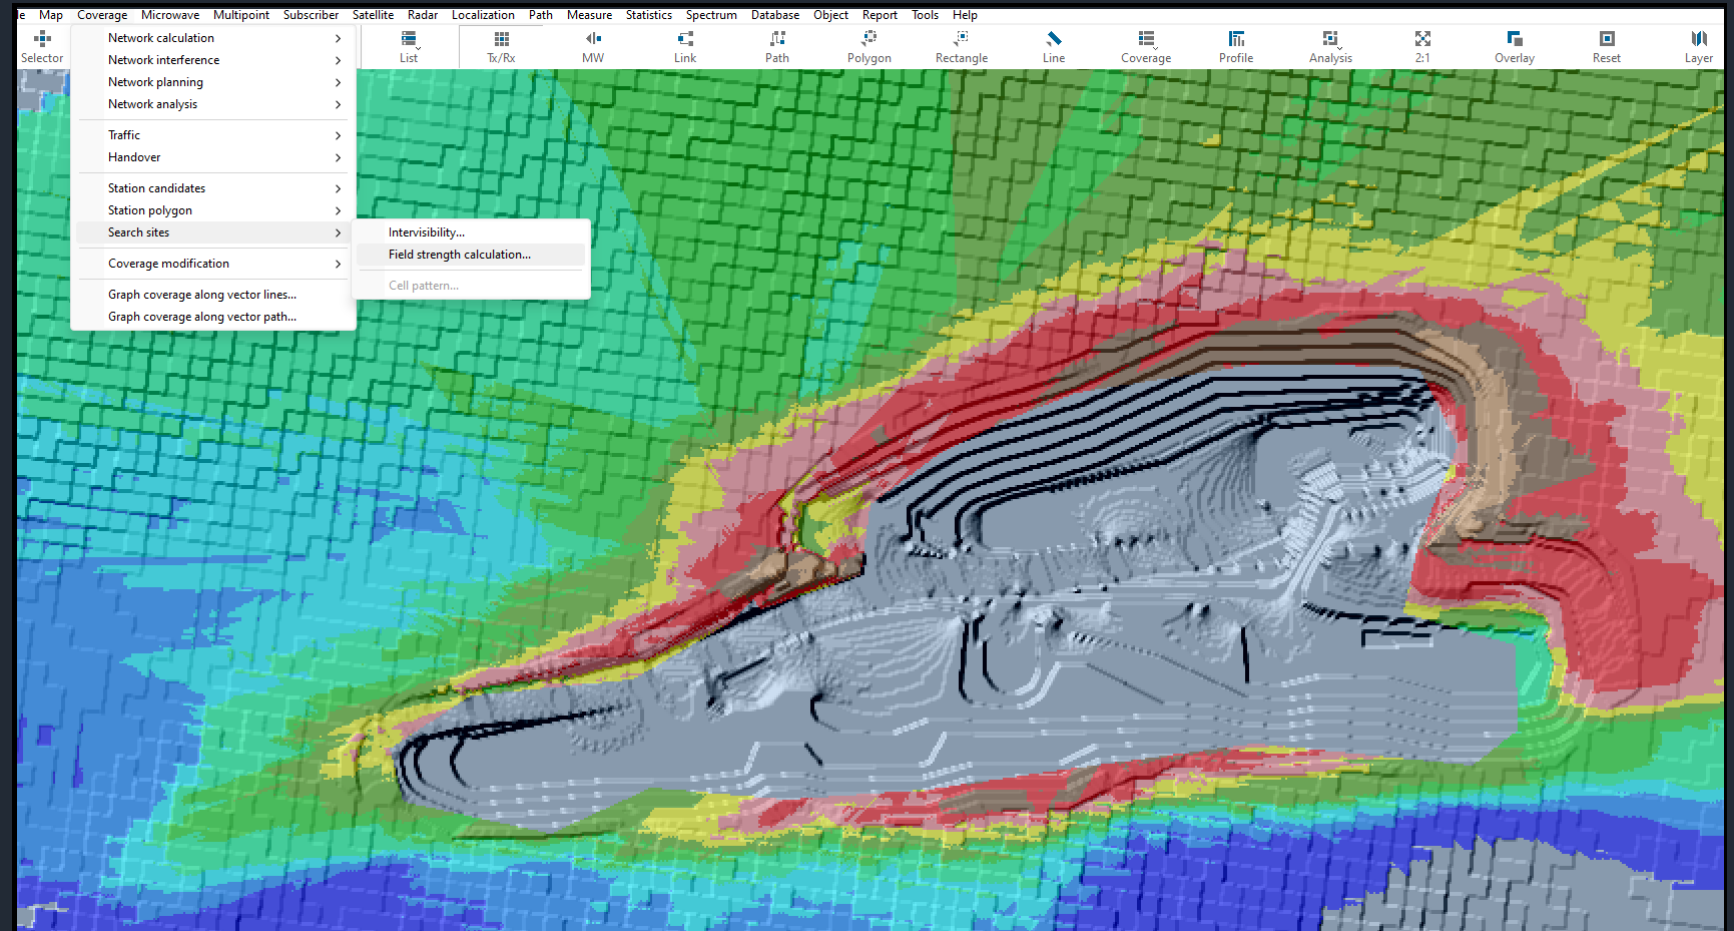 le Map Coverage Microwave Multipoint Subscriber Satellite Radar Localization Path Measure Statistics Spectrum Database Object Report Tools Help
Selector List Tx/Rx MW Link Path Polygon Rectangle Line Coverage Profile Analysis 2:1 Overlay Reset Layer
Network calculation
Network interference
Network planning
Network analysis
Traffic
Handover
Station candidates
Station polygon
Search sites
Coverage modification
Graph coverage along vector lines...
Graph coverage along vector path...
Intervisibility...
Field strength calculation...
Cell pattern...